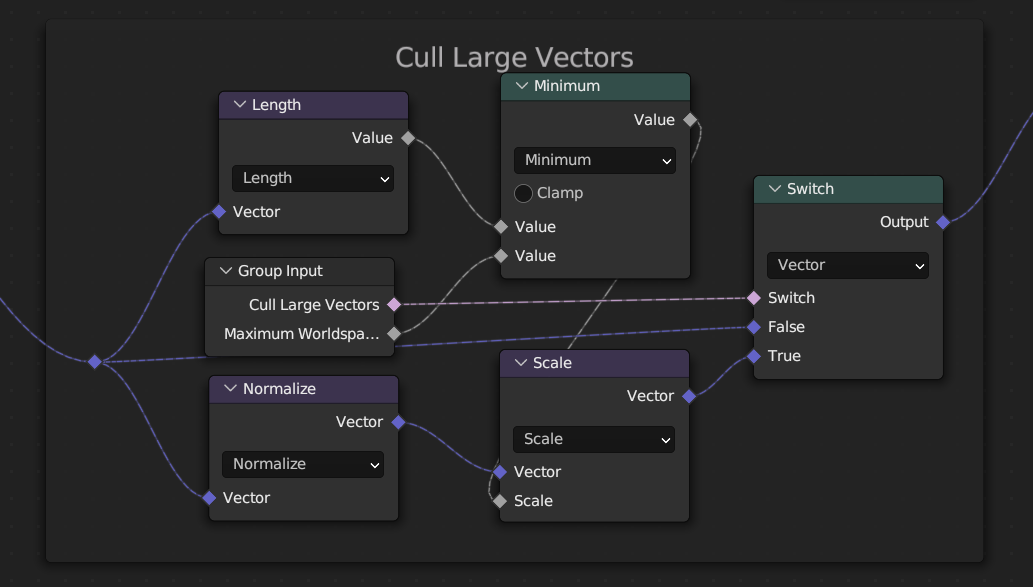 Cull Large Vectors
Length
Value
Length
Vector
Group Input
Cull Large Vectors
Maximum Worldspa...
Normalize
Vector
Normalize
Vector
Minimum
Value
Minimum
Clamp
Value
Value
Scale
Vector
Scale
Vector
Scale
Switch
Output
Vector
Switch
False
True